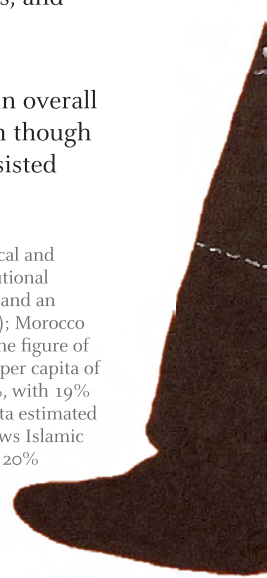 and
n overall
n though
sisted
cal and
utional
and an
); Morocco
ne figure of
per capita of
%, with 19%
ta estimated
ws Islamic
20%